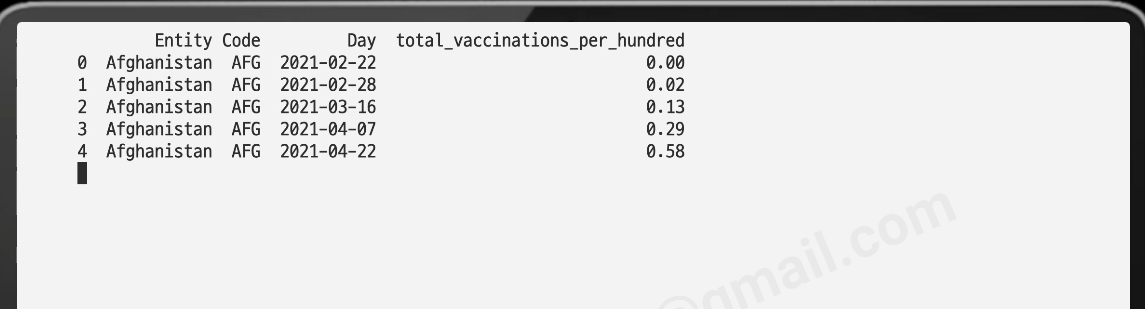 Entity Code Day total_vaccinations_per_hundred
0 Afghanistan AFG 2021-02-22 0.00
1 Afghanistan AFG 2021-02-28 0.02
2 Afghanistan AFG 2021-03-16 0.13
3 Afghanistan AFG 2021-04-07 0.29
4 Afghanistan AFG 2021-04-22 0.58
@gmail.com